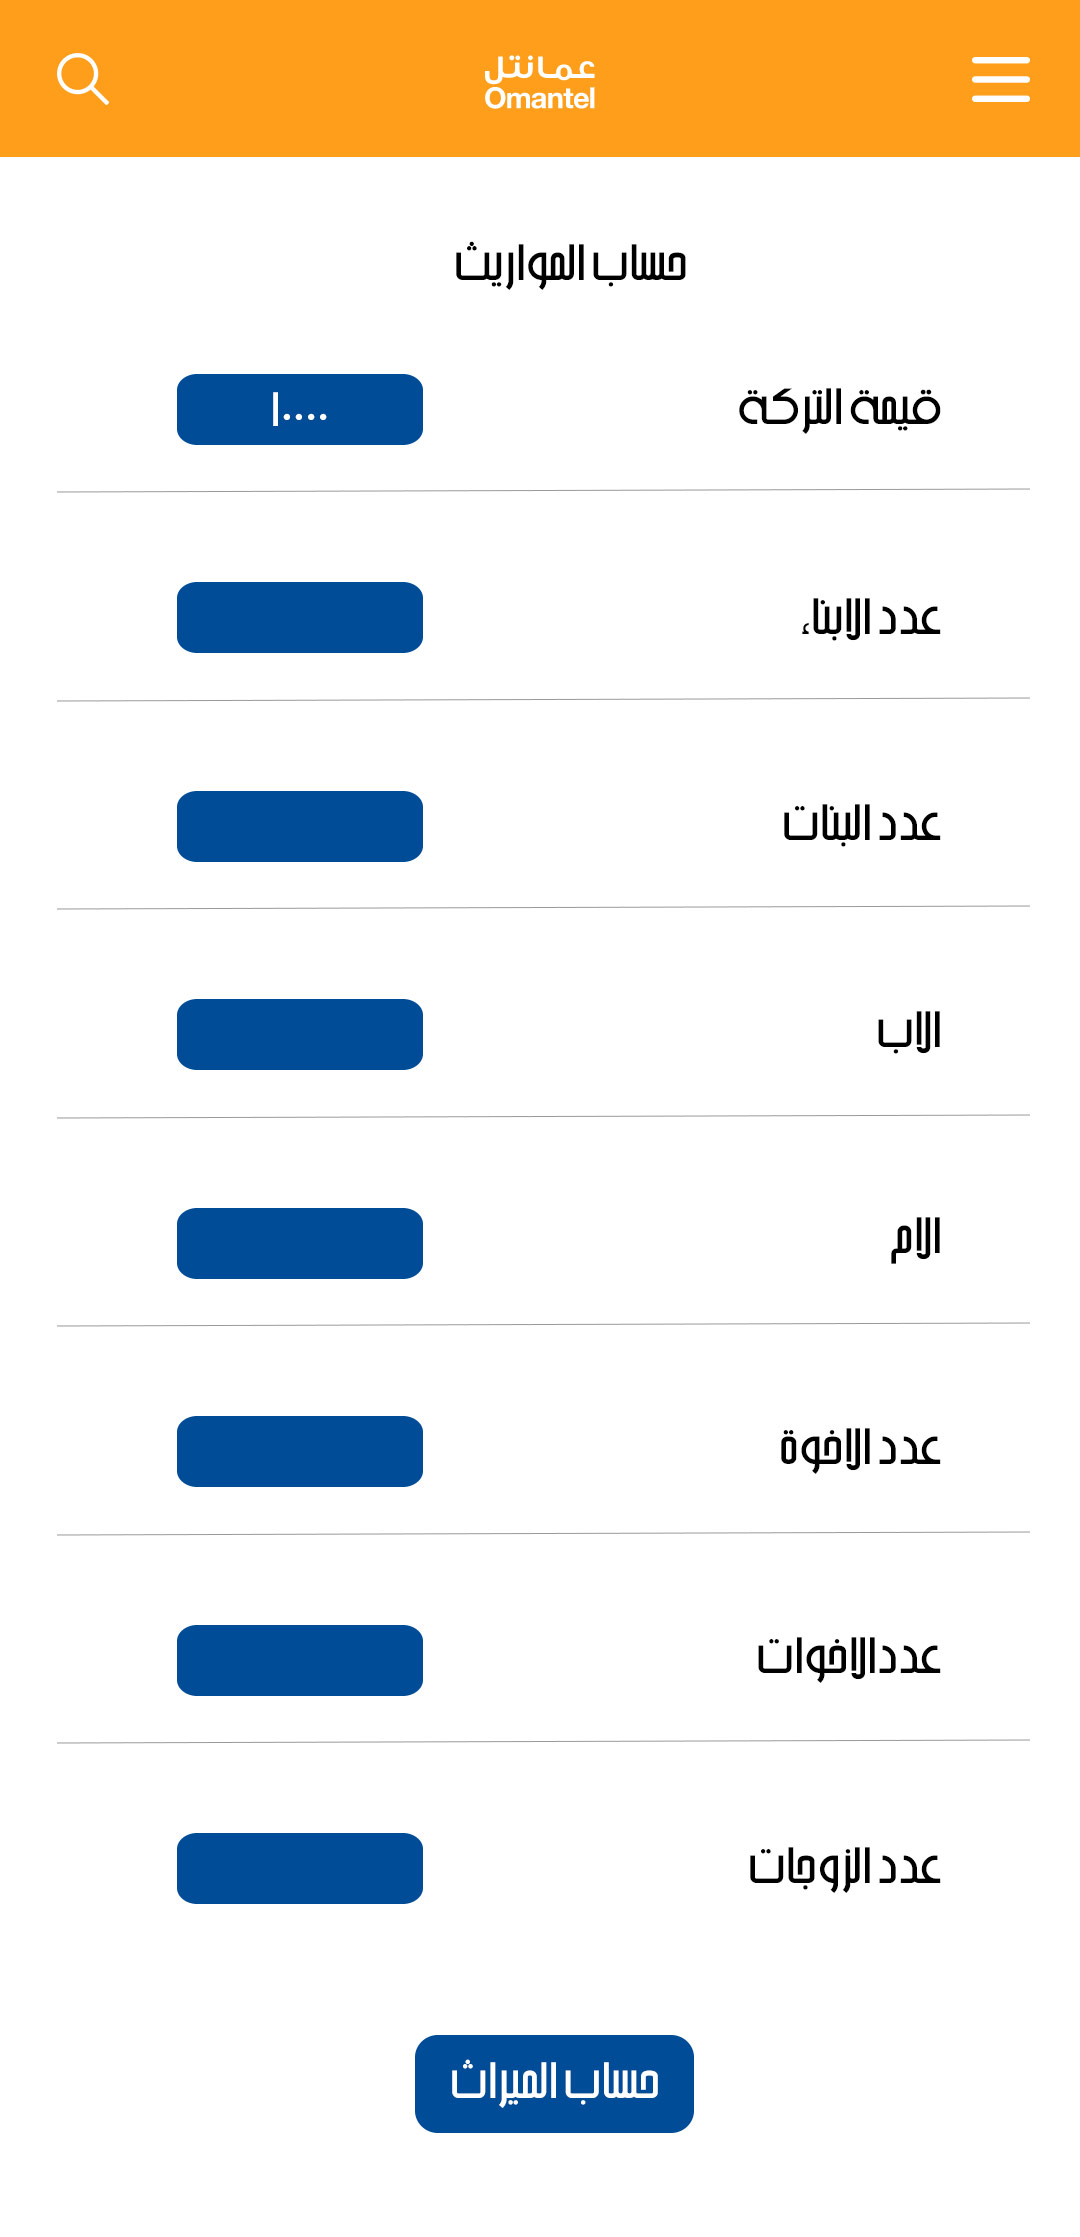 عمانتل
Omantel
حساب المواريث
قيمة التركة
١٠٠٠٠
عدد الابناء
عدد البنات
الاب
الام
عدد الاخوة
عددالاخوات
عدد الزوجات
حساب الميراث